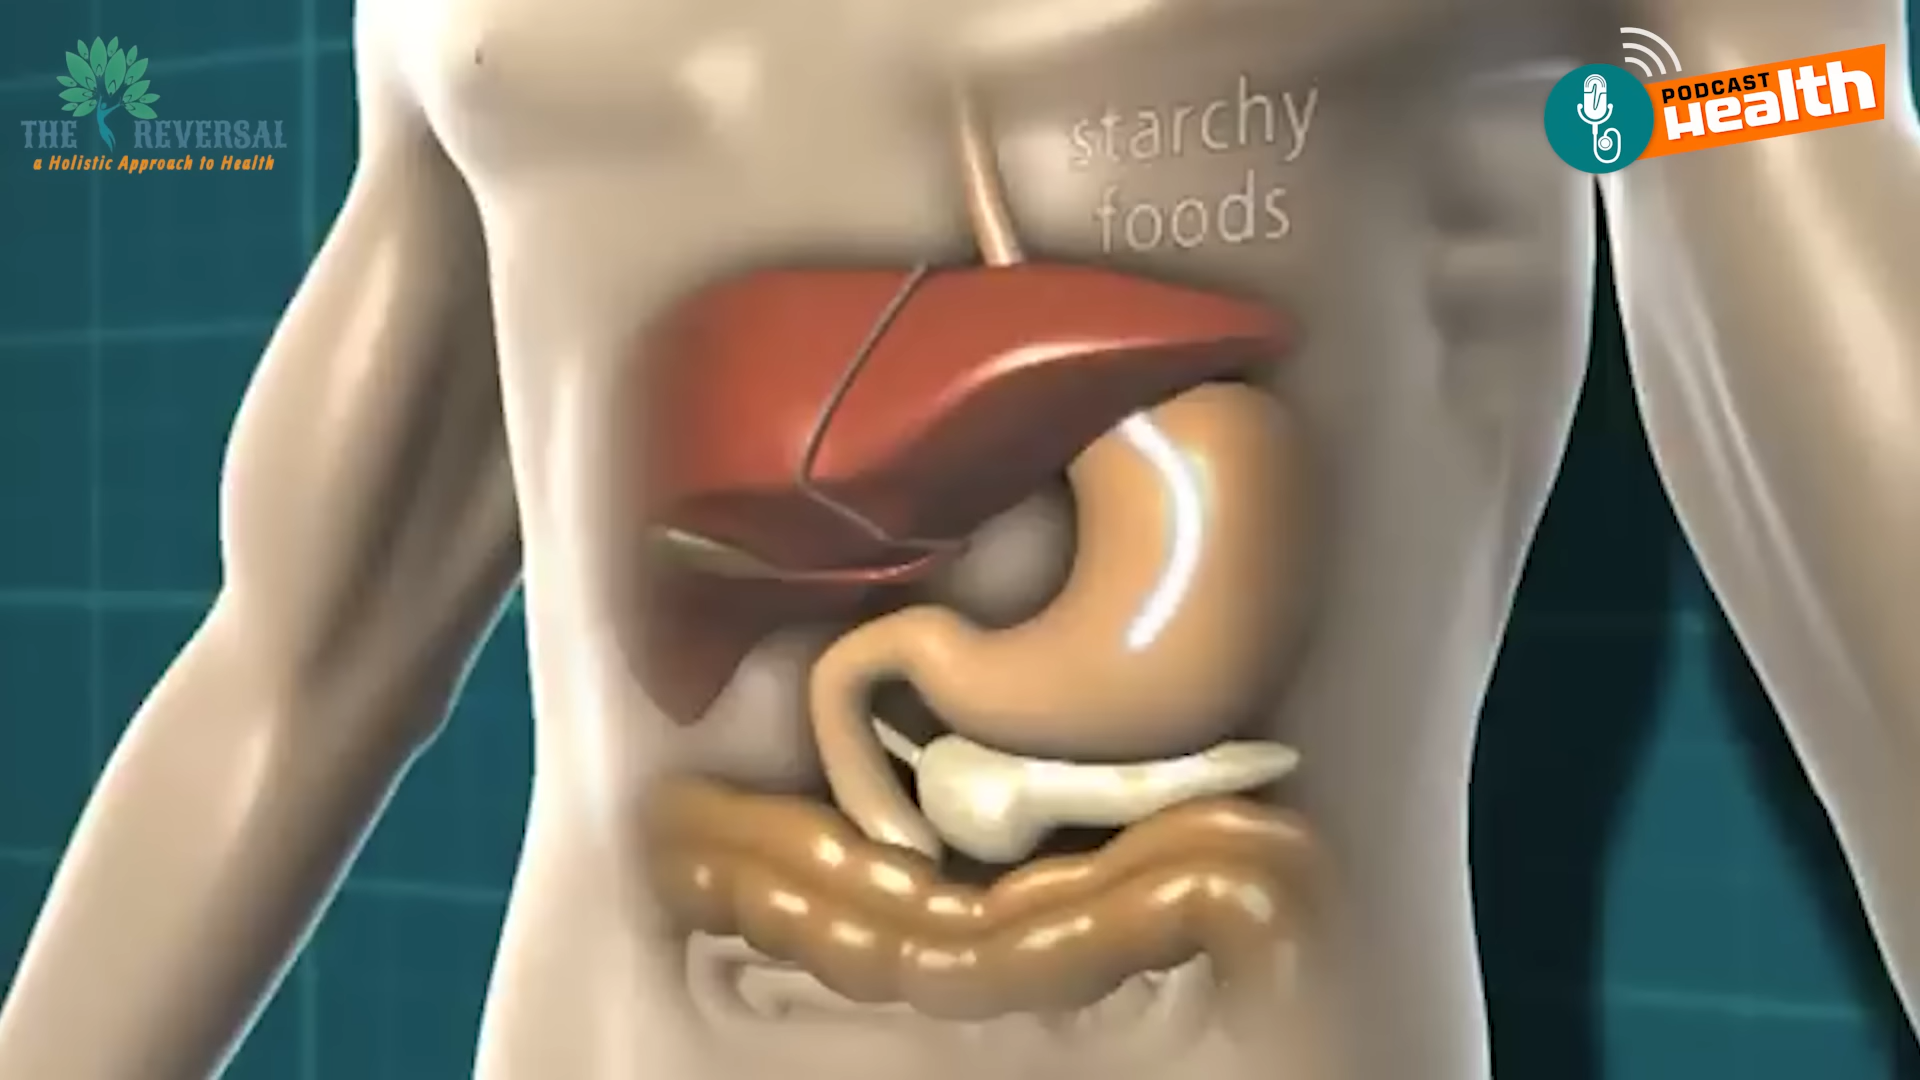 THE REVERSAL
a Holistic Approach to Health
starchy
foods
PODCAST
Health